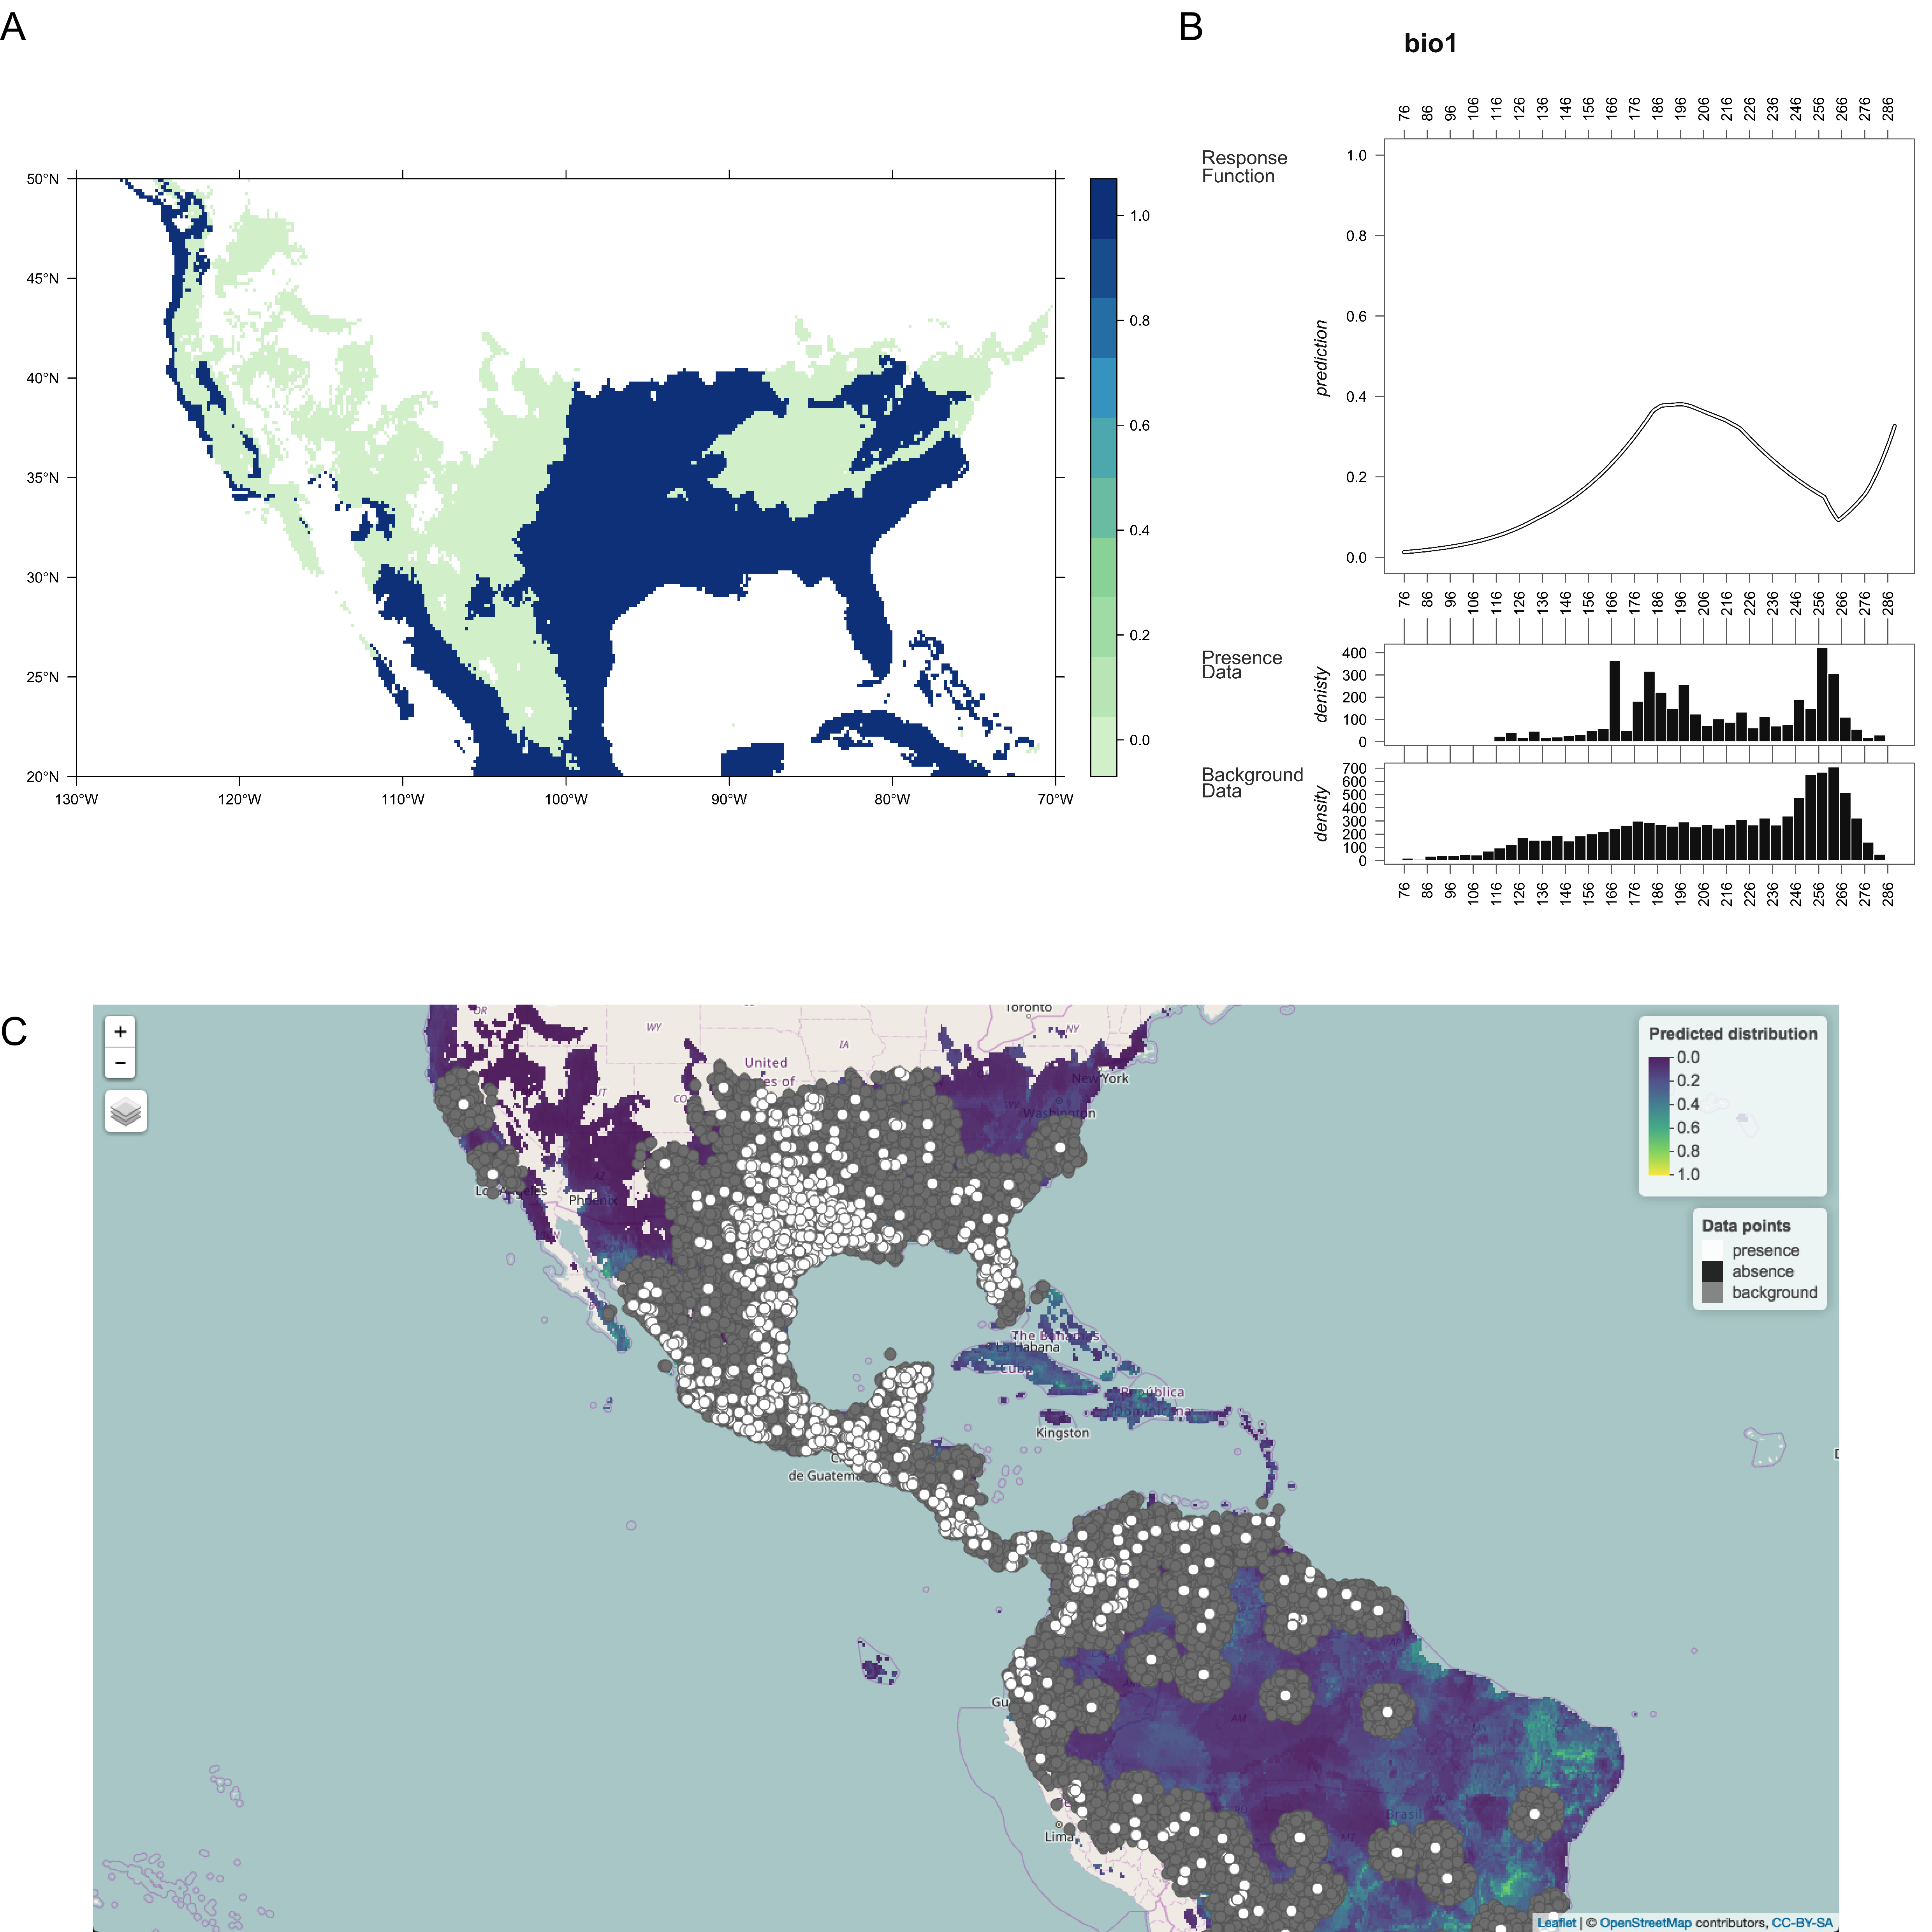 A
50°N
45°N
40°N
35°N
30°N
25°N
20°N
130°W 120°W 110°W 100°W 90°W 80°W 70°W
1.0
0.8
0.6
0.4
0.2
0.0
B
bio1
76 86 96 106 116 126 136 146 156 166 176 186 196 206 216 226 236 246 256 266 276 286
Response
Function
prediction
1.0
0.8
0.6
0.4
0.2
0.0
76 86 96 106 116 126 136 146 156 166 176 186 196 206 216 226 236 246 256 266 276 286
Presence
Data
denisty
400
300
200
100
0
Background
Data
density
700
600
500
400
300
200
100
0
76 86 96 106 116 126 136 146 156 166 176 186 196 206 216 226 236 246 256 266 276 286
C
+
−
OR
WY
IA
Toronto
NY
United
es of
UT
CO
New York
WV
Washington
AZ
Phoenix
The Bahamas
La Habana
Cuba
República
Dominicana
Kingston
de Guatema
Gu
AM
Brasil
MT
Lima
Predicted distribution
0.0
0.2
0.4
0.6
0.8
1.0
Data points
presence
absence
background
Leaflet | © OpenStreetMap contributors, CC-BY-SA